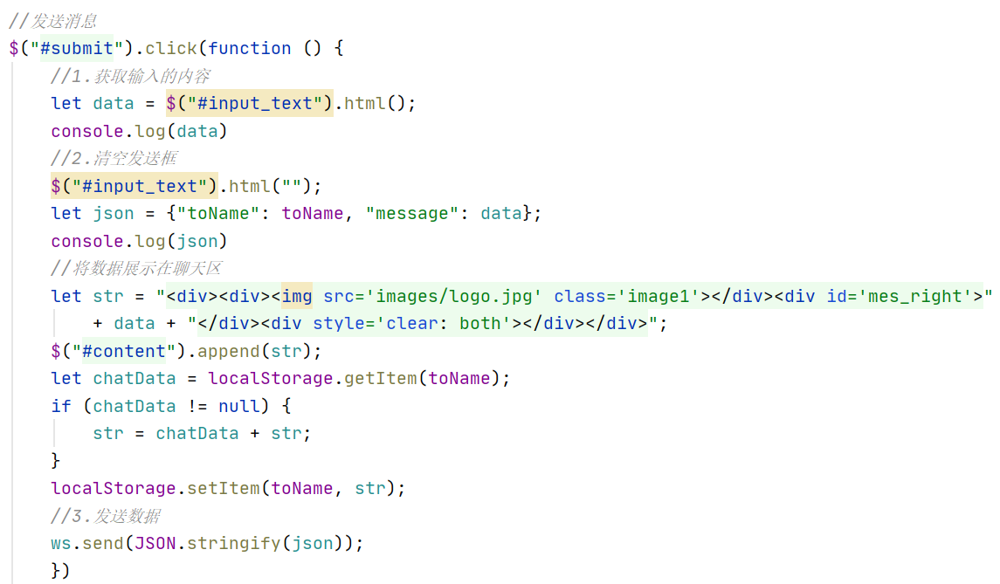 //发送消息
$("#submit").click(function () {
//1.获取输入的内容
let data = $("#input_text").html();
console.log(data)
//2.清空发送框
$("#input_text").html("");
let json = {"toName": toName, "message": data};
console.log(json)
//将数据展示在聊天区
let str = "<div><div><img src='images/logo.jpg' class='image1'></div><div id='mes_right'>"
+ data + "</div><div style='clear: both'></div></div>";
$("#content").append(str);
let chatData = localStorage.getItem(toName);
if (chatData != null) {
str = chatData + str;
}
localStorage.setItem(toName, str);
//3.发送数据
ws.send(JSON.stringify(json));
})